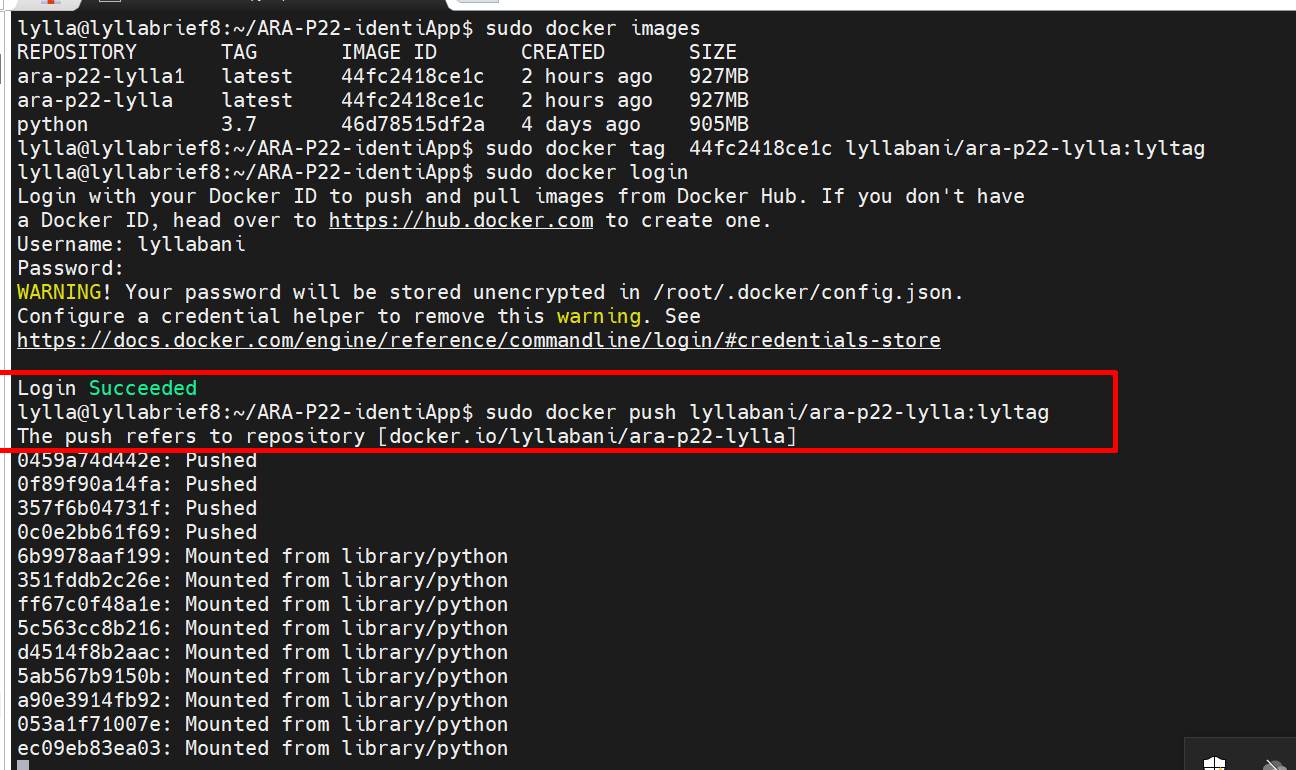 lylla@lyllabrief8:~/ARA-P22-identiApp$ sudo docker images
REPOSITORY       TAG       IMAGE ID       CREATED       SIZE
ara-p22-lylla1   latest    44fc2418ce1c   2 hours ago   927MB
ara-p22-lylla    latest    44fc2418ce1c   2 hours ago   927MB
python           3.7       46d78515df2a   4 days ago    905MB
lylla@lyllabrief8:~/ARA-P22-identiApp$ sudo docker tag  44fc2418ce1c lyllabani/ara-p22-lylla:lyltag
lylla@lyllabrief8:~/ARA-P22-identiApp$ sudo docker login
Login with your Docker ID to push and pull images from Docker Hub. If you don't have
a Docker ID, head over to https://hub.docker.com to create one.
Username: lyllabani
Password:
WARNING! Your password will be stored unencrypted in /root/.docker/config.json.
Configure a credential helper to remove this warning. See
https://docs.docker.com/engine/reference/commandline/login/#credentials-store
Login Succeeded
lylla@lyllabrief8:~/ARA-P22-identiApp$ sudo docker push lyllabani/ara-p22-lylla:lyltag
The push refers to repository [docker.io/lyllabani/ara-p22-lylla]
0459a74d442e: Pushed
0f89f90a14fa: Pushed
357f6b04731f: Pushed
0c0e2bb61f69: Pushed
6b9978aaf199: Mounted from library/python
351fddb2c26e: Mounted from library/python
ff67c0f48a1e: Mounted from library/python
5c563cc8b216: Mounted from library/python
d4514f8b2aac: Mounted from library/python
5ab567b9150b: Mounted from library/python
a90e3914fb92: Mounted from library/python
053a1f71007e: Mounted from library/python
ec09eb83ea03: Mounted from library/python